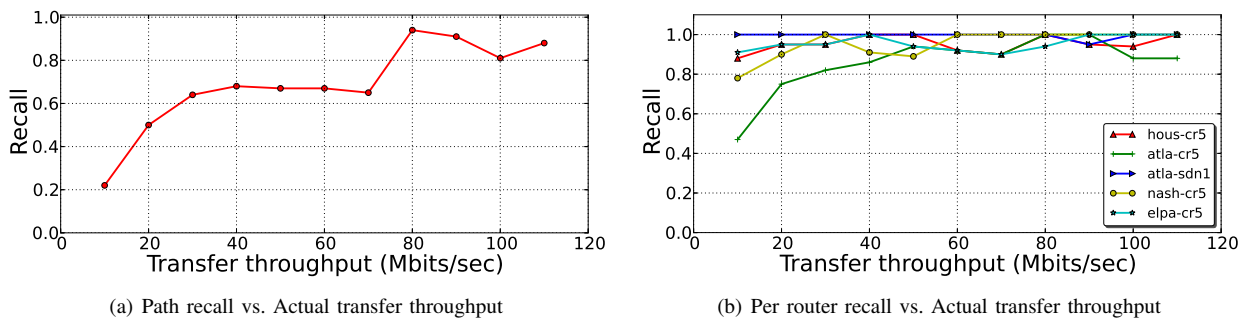 1.0
0.8
0.6
0.4
0.2
0.0
Recall
0 20 40 60 80 100 120
Transfer throughput (Mbits/sec)
(a) Path recall vs. Actual transfer throughput
1.0
0.8
0.6
0.4
0.2
0.0
Recall
hous-cr5
atla-cr5
atla-sdn1
nash-cr5
elpa-cr5
0 20 40 60 80 100 120
Transfer throughput (Mbits/sec)
(b) Per router recall vs. Actual transfer throughput